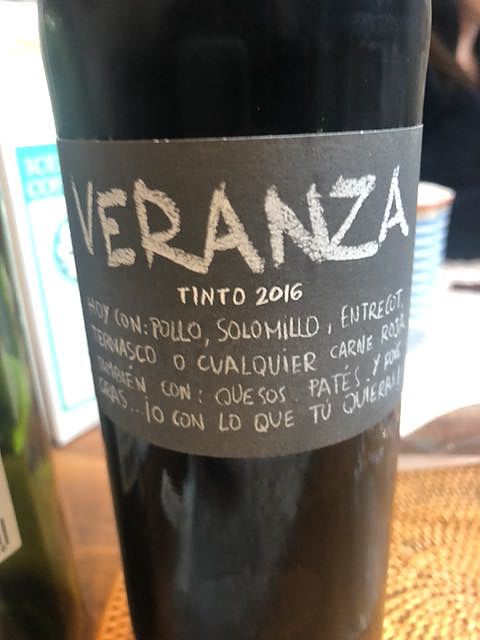 VERANZA
TINTO 2016
HOY CON: POLLO, SOLOMILLO, ENTRECOT,
TERNASCO O CUALQUIER CARNE ROJA
TAMBIÉN CON: QUESOS. PATÉS. Y FOIE
GRAS... ¡O CON LO QUE TÚ QUIERAS!